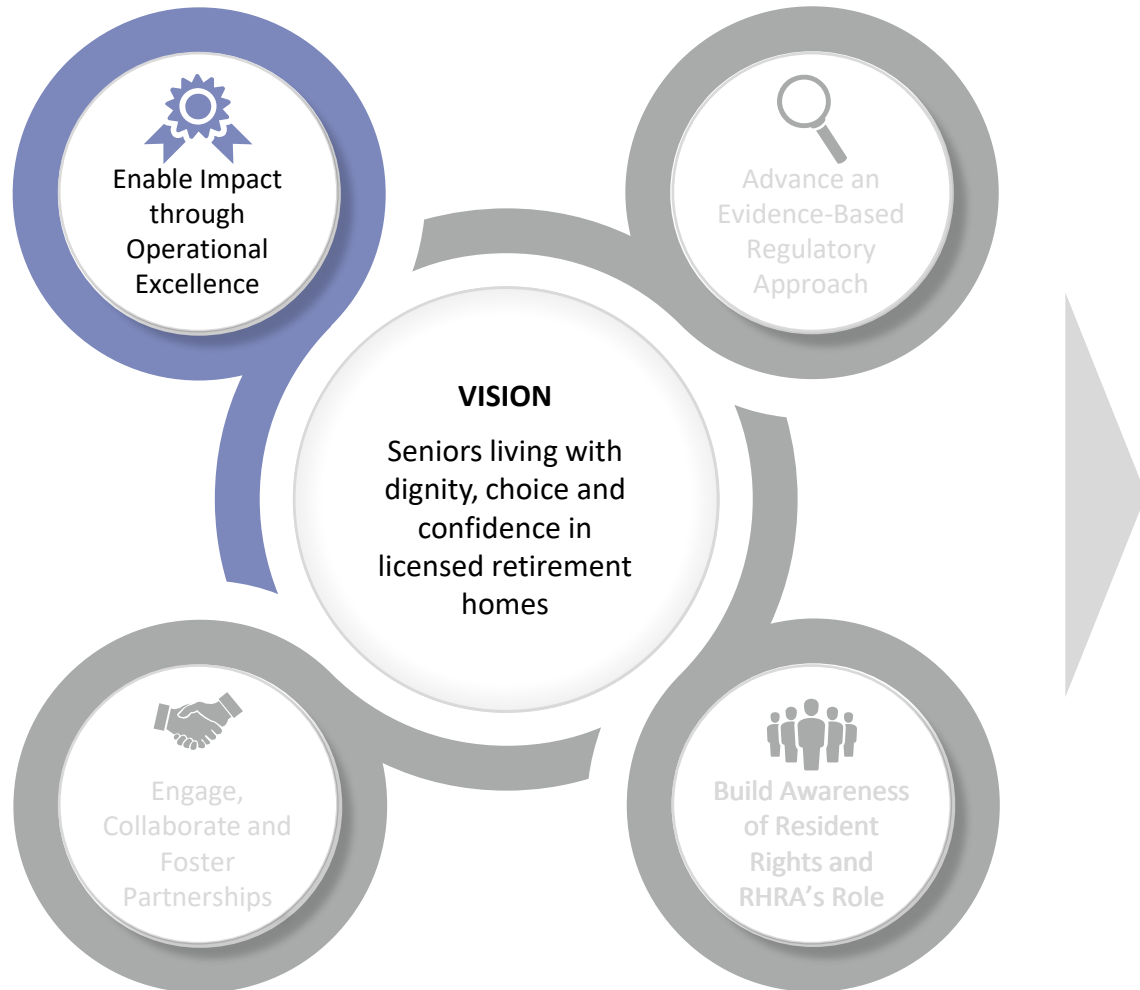 Enable Impact
through
Operational
Excellence
Advance an
Evidence-Based
Regulatory
Approach
VISION
Seniors living with
dignity, choice and
confidence in
licensed retirement
homes
Engage,
Collaborate and
Foster
Partnerships
Build Awareness
of Resident
Rights and
RHRA’s Role